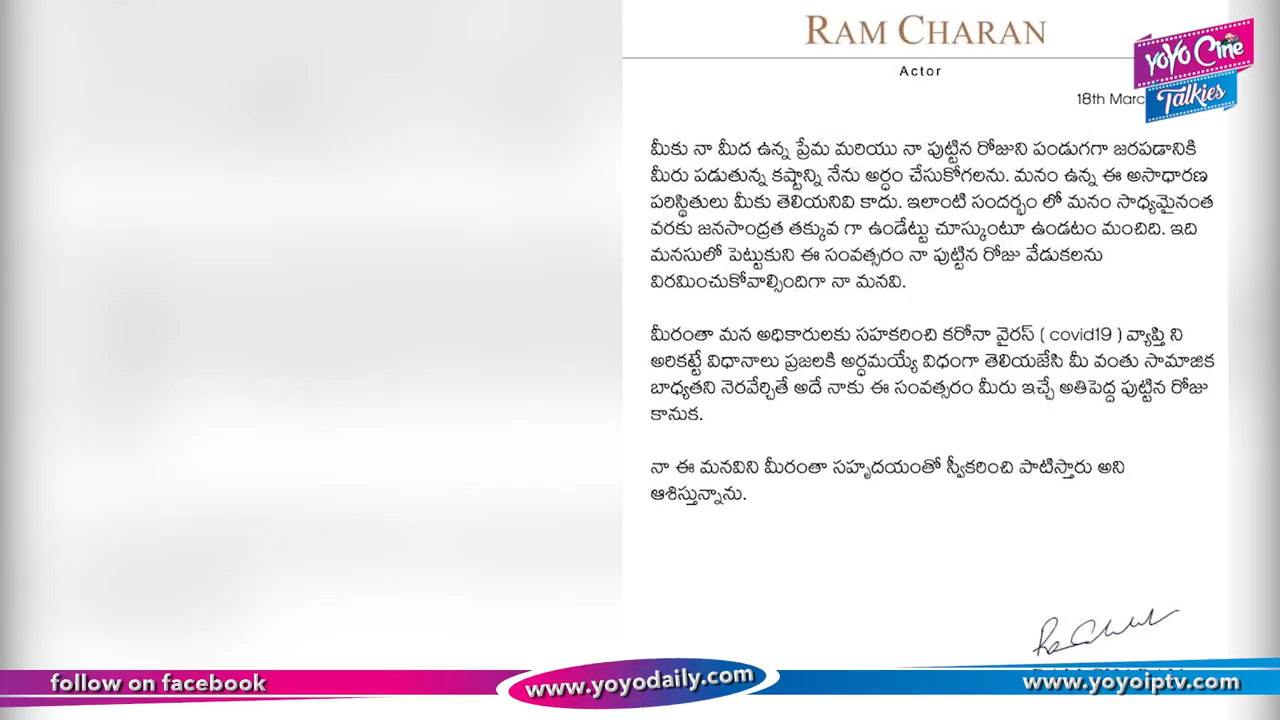 RAM CHARAN
Actor
YOYO Cine
Talkies
18th Marc
మీకు నా మీద ఉన్న ప్రేమ మరియు నా పుట్టిన రోజుని పండుగగా జరపడానికి
మీరు పడుతున్న కష్టాన్ని నేను అర్ధం చేసుకోగలను. మనం ఉన్న ఈ అసాధారణ
పరిస్థితులు మీకు తెలియనివి కాదు. ఇలాంటి సందర్భం లో మనం సాధ్యమైనంత
వరకు జనసాంద్రత తక్కువ గా ఉండేట్టు చూస్కుంటూ ఉండటం మంచిది. ఇది
మనసులో పెట్టుకుని ఈ సంవత్సరం నా పుట్టిన రోజు వేడుకలను
విరమించుకోవాల్సిందిగా నా మనవి.
మీరంతా మన అధికారులకు సహకరించి కరోనా వైరస్ ( covid19 ) వ్యాప్తి ని
అరికట్టే విధానాలు ప్రజలకి అర్ధమయ్యే విధంగా తెలియజేసి మీ వంతు సామాజిక
బాధ్యతని నెరవేర్చితే అదే నాకు ఈ సంవత్సరం మీరు ఇచ్చే అతిపెద్ద పుట్టిన రోజు
కానుక.
నా ఈ మనవిని మీరంతా సహృదయంతో స్వీకరించి పాటిస్తారు అని
ఆశిస్తున్నాను.
follow on facebook
www.yoyodaily.com
www.yoyoiptv.com